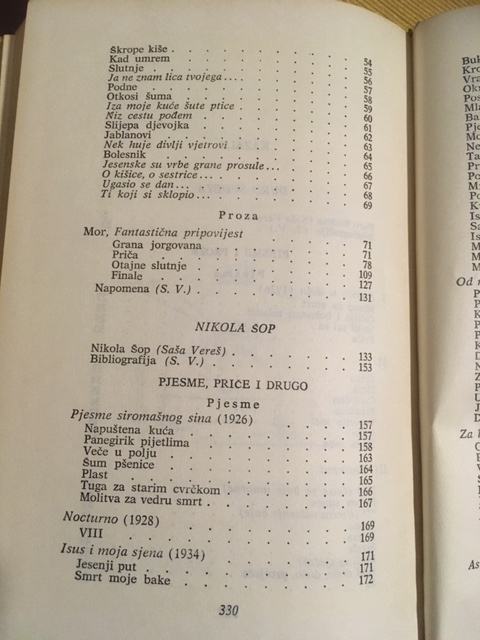 Škrope kiše . . . . . . . . . 54
Kad umrem . . . . . . . . . 55
Slutnje . . . . . . . . . 56
Ja ne znam lica tvojega . . . . . . . . . 57
Podne . . . . . . . . . 58
Otkosi šuma . . . . . . . . . 59
Iza moje kuće šute ptice . . . . . . . . . 60
Niz cestu pođem . . . . . . . . . 61
Slijepa djevojka . . . . . . . . . 62
Jablanovi . . . . . . . . . 63
Nek huje divlji vjetrovi . . . . . . . . . 64
Bolesnik . . . . . . . . . 65
Jesenske su vrbe grane prosule... . . . . . . 66
O kišice, o sestrice... . . . . . . 67
Ugasio se dan... . . . . . . 68
Ti koji si sklopio... . . . . . . 69
Proza
Mor, Fantastična pripovijest . . . . . . 71
Grana jorgovana . . . . . . 71
Priča . . . . . . 78
Otajne slutnje . . . . . . 109
Finale . . . . . . 127
Napomena (S. V.) . . . . . . 131
NIKOLA ŠOP
Nikola Šop (Saša Vereš) . . . . . . 133
Bibliografija (S. V.) . . . . . . 153
PJESME, PRIČE I DRUGO
Pjesme
Pjesme siromašnog sina (1926) . . . . . . 157
Napuštena kuća . . . . . . 157
Panegirik pijetlima . . . . . . 158
Veče u polju . . . . . . 163
Šum pšenice . . . . . . 164
Plast . . . . . . 165
Tuga za starim cvrčkom . . . . . . 166
Molitva za vedru smrt . . . . . . 167
Nocturno (1928) . . . . . . 169
VIII . . . . . . 169
Isus i moja sjena (1934) . . . . . . 171
Jesenji put . . . . . . 171
Smrt moje bake . . . . . . 172
330